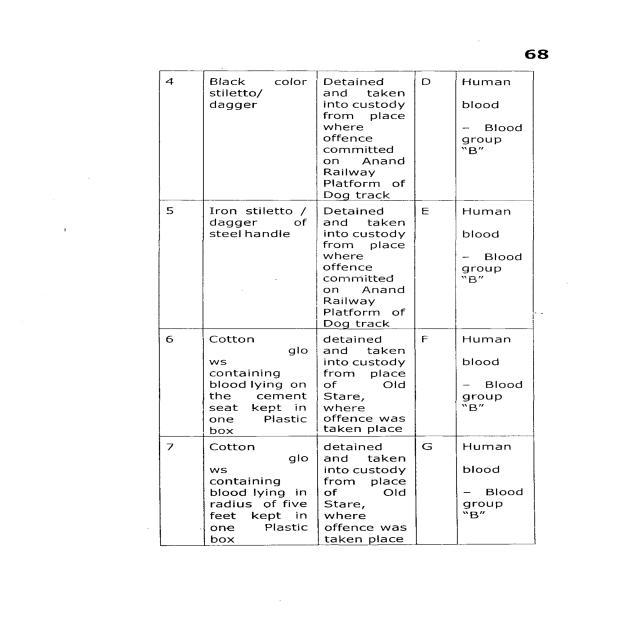 68
4 Black color stiletto/ dagger Detained and taken into custody from place where offence committed on Anand Railway Platform of Dog track D Human blood – Blood group "B"
5 Iron stiletto / dagger of steel handle Detained and taken into custody from place where offence committed on Anand Railway Platform of Dog track E Human blood – Blood group "B"
6 Cotton glo ws containing blood lying on the cement seat kept in one Plastic box detained and taken into custody from place of Old Stare, where offence was taken place F Human blood – Blood group "B"
7 Cotton glo ws containing blood lying in radius of five feet kept in one Plastic box detained and taken into custody from place of Old Stare, where offence was taken place G Human blood – Blood group "B"